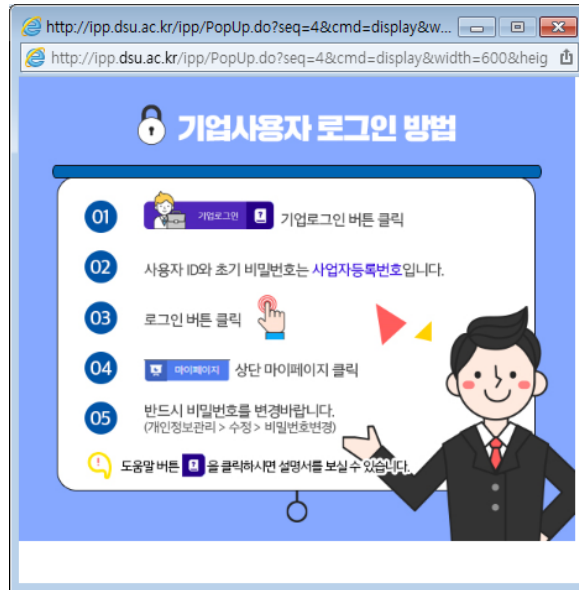 http://ipp.dsu.ac.kr/ipp/PopUp.do?seq=4&cmd=display&w...
http://ipp.dsu.ac.kr/ipp/PopUp.do?seq=4&cmd=display&width=600&heig
기업사용자 로그인 방법
01 기업로그인 ? 기업로그인 버튼 클릭
02 사용자 ID와 초기 비밀번호는 사업자등록번호입니다.
03 로그인 버튼 클릭
04 마이페이지 상단 마이페이지 클릭
05 반드시 비밀번호를 변경바랍니다.
(개인정보관리 > 수정 > 비밀번호변경)
! 도움말 버튼 ? 을 클릭하시면 설명서를 보실 수 있습니다.